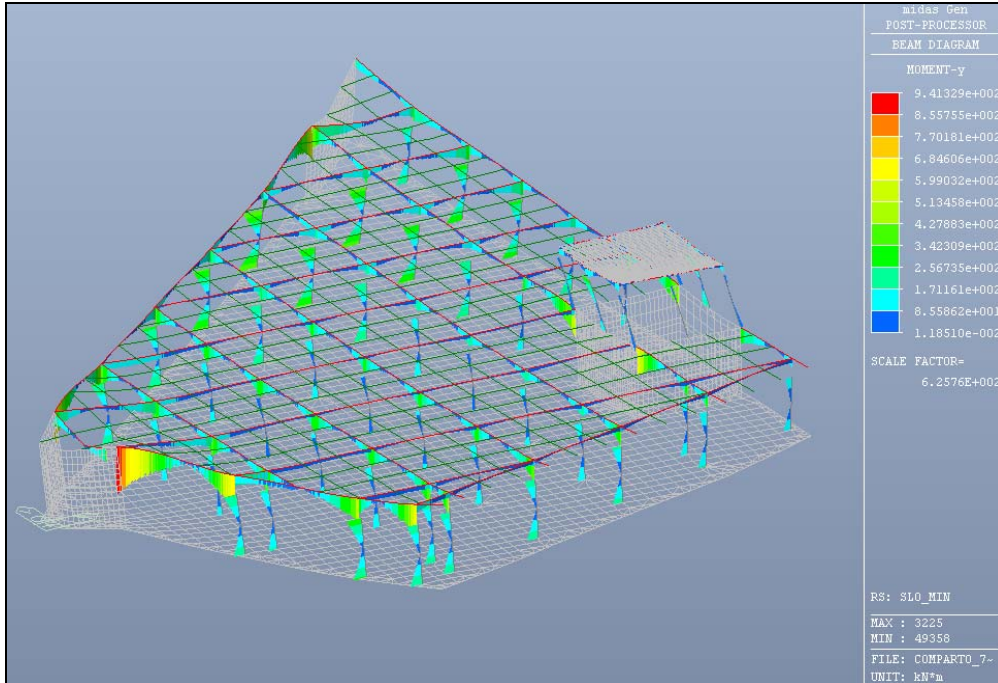 midas Gen
POST-PROCESSOR
BEAM DIAGRAM
MOMENT-y
9.41329e+002
8.55755e+002
7.70181e+002
6.84606e+002
5.99032e+002
5.13458e+002
4.27883e+002
3.42309e+002
2.56735e+002
1.71161e+002
8.55862e+001
1.18510e-002
SCALE FACTOR=
6.2576E+002
RS: SLO_MIN
MAX : 3225
MIN : 49358
FILE: COMPARTO_7~
UNIT: kN*m